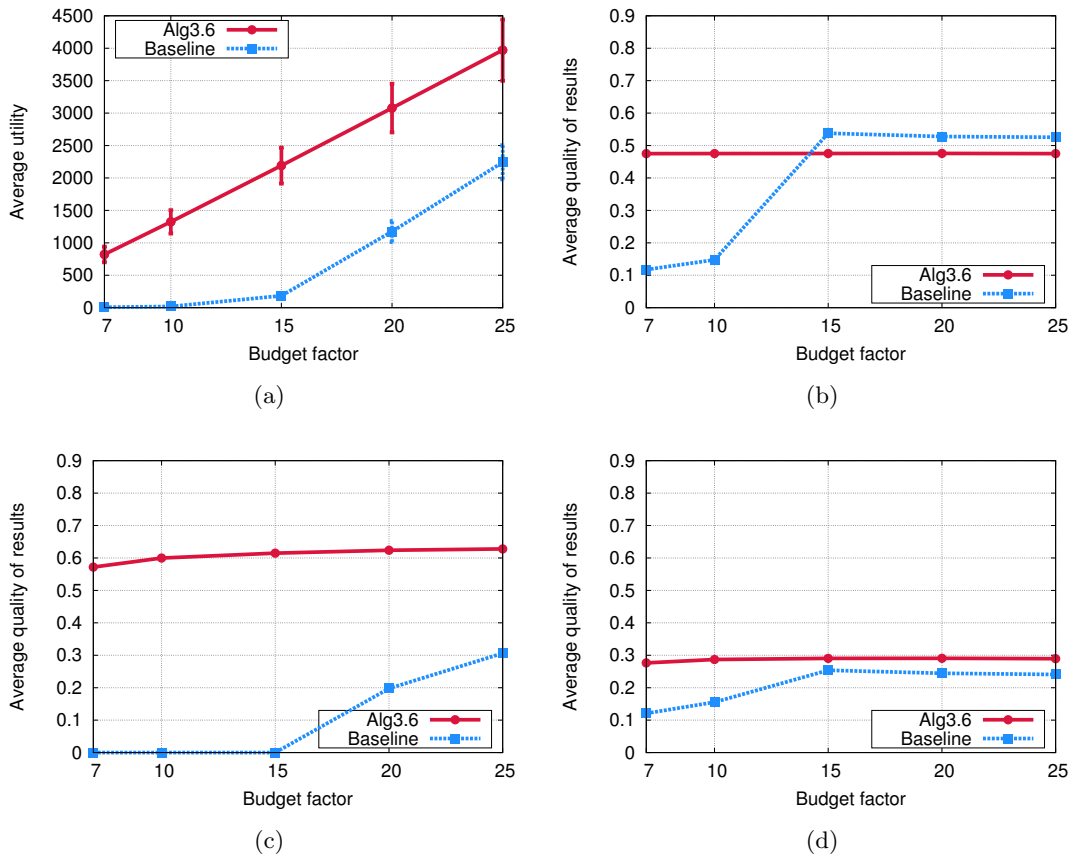 4500
4000
3500
3000
2500
2000
1500
1000
500
0
Average utility
Alg3.6
Baseline
7 10 15 20 25
Budget factor
(a)
0.9
0.8
0.7
0.6
0.5
0.4
0.3
0.2
0.1
0
Average quality of results
Alg3.6
Baseline
7 10 15 20 25
Budget factor
(b)
0.9
0.8
0.7
0.6
0.5
0.4
0.3
0.2
0.1
0
Average quality of results
Alg3.6
Baseline
7 10 15 20 25
Budget factor
(c)
0.9
0.8
0.7
0.6
0.5
0.4
0.3
0.2
0.1
0
Average quality of results
Alg3.6
Baseline
7 10 15 20 25
Budget factor
(d)